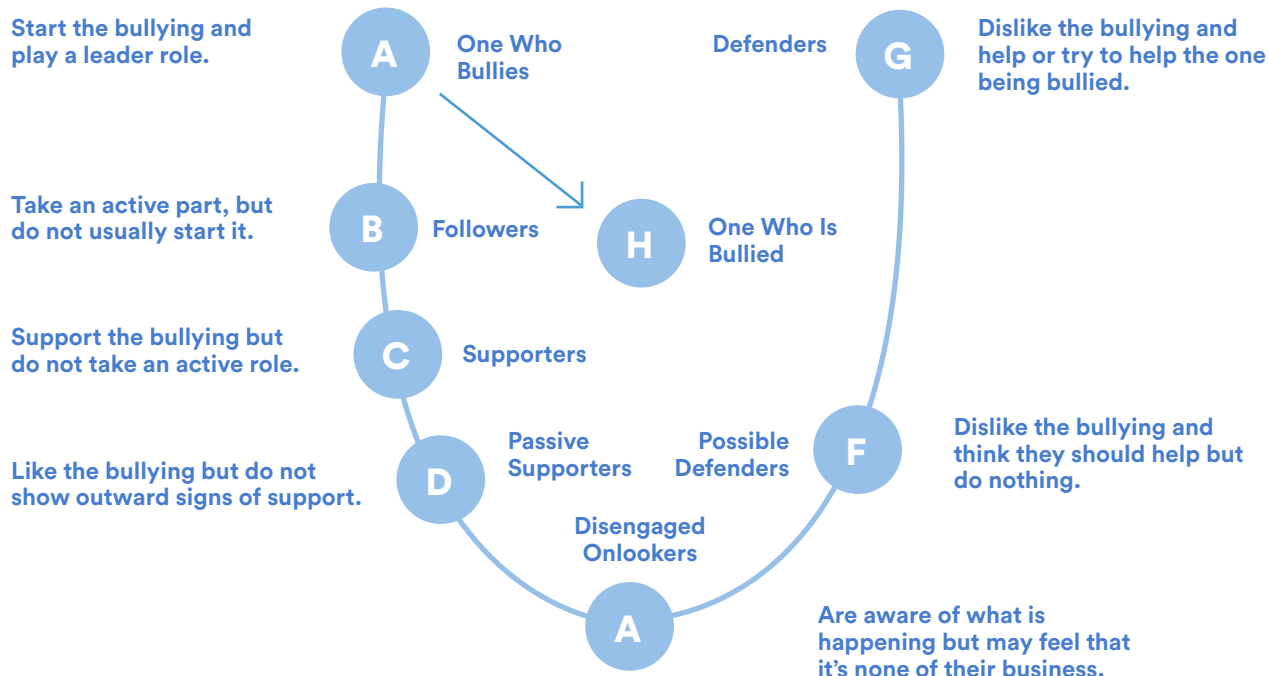 Start the bullying and
play a leader role.
A
One Who
Bullies
Defenders
G
Dislike the bullying and
help or try to help the one
being bullied.
Take an active part, but
do not usually start it.
B
Followers
H
One Who Is
Bullied
Support the bullying but
do not take an active role.
C
Supporters
Like the bullying but do not
show outward signs of support.
D
Passive
Supporters
Possible
Defenders
F
Dislike the bullying and
think they should help but
do nothing.
Disengaged
Onlookers
A
Are aware of what is
happening but may feel that
it's none of their business.